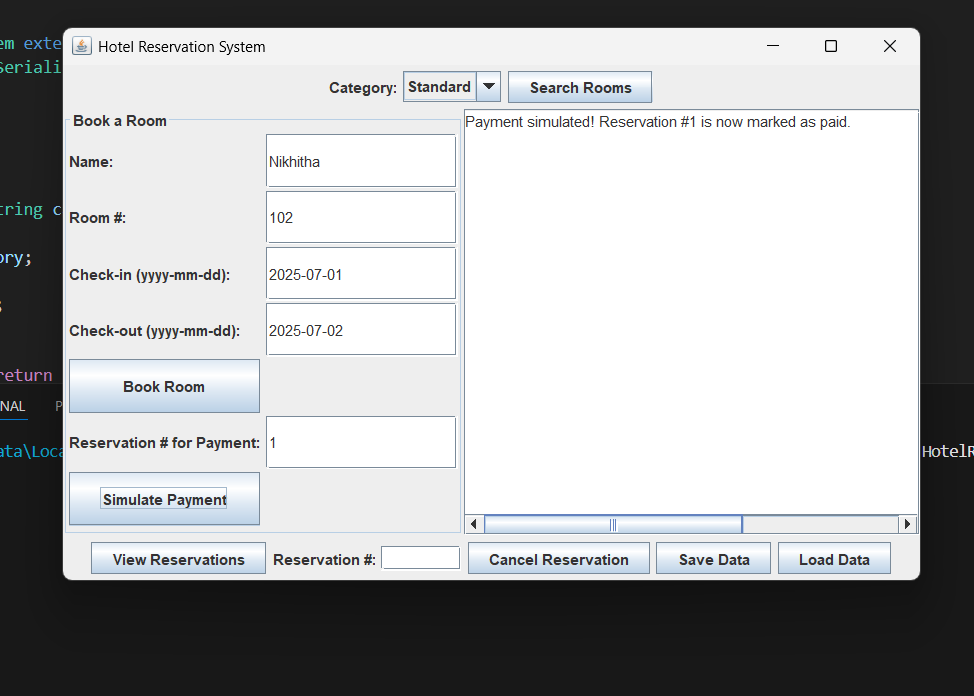 Hotel Reservation System
em exte
Seriali
Category: Standard Search Rooms
Book a Room
Payment simulated! Reservation #1 is now marked as paid.
Name: Nikhitha
tring c
Room #: 102
ory;
Check-in (yyyy-mm-dd): 2025-07-01
Check-out (yyyy-mm-dd): 2025-07-02
return
Book Room
NAL P
Reservation # for Payment: 1
ata\Loca
HotelR
Simulate Payment
View Reservations Reservation #: Cancel Reservation Save Data Load Data